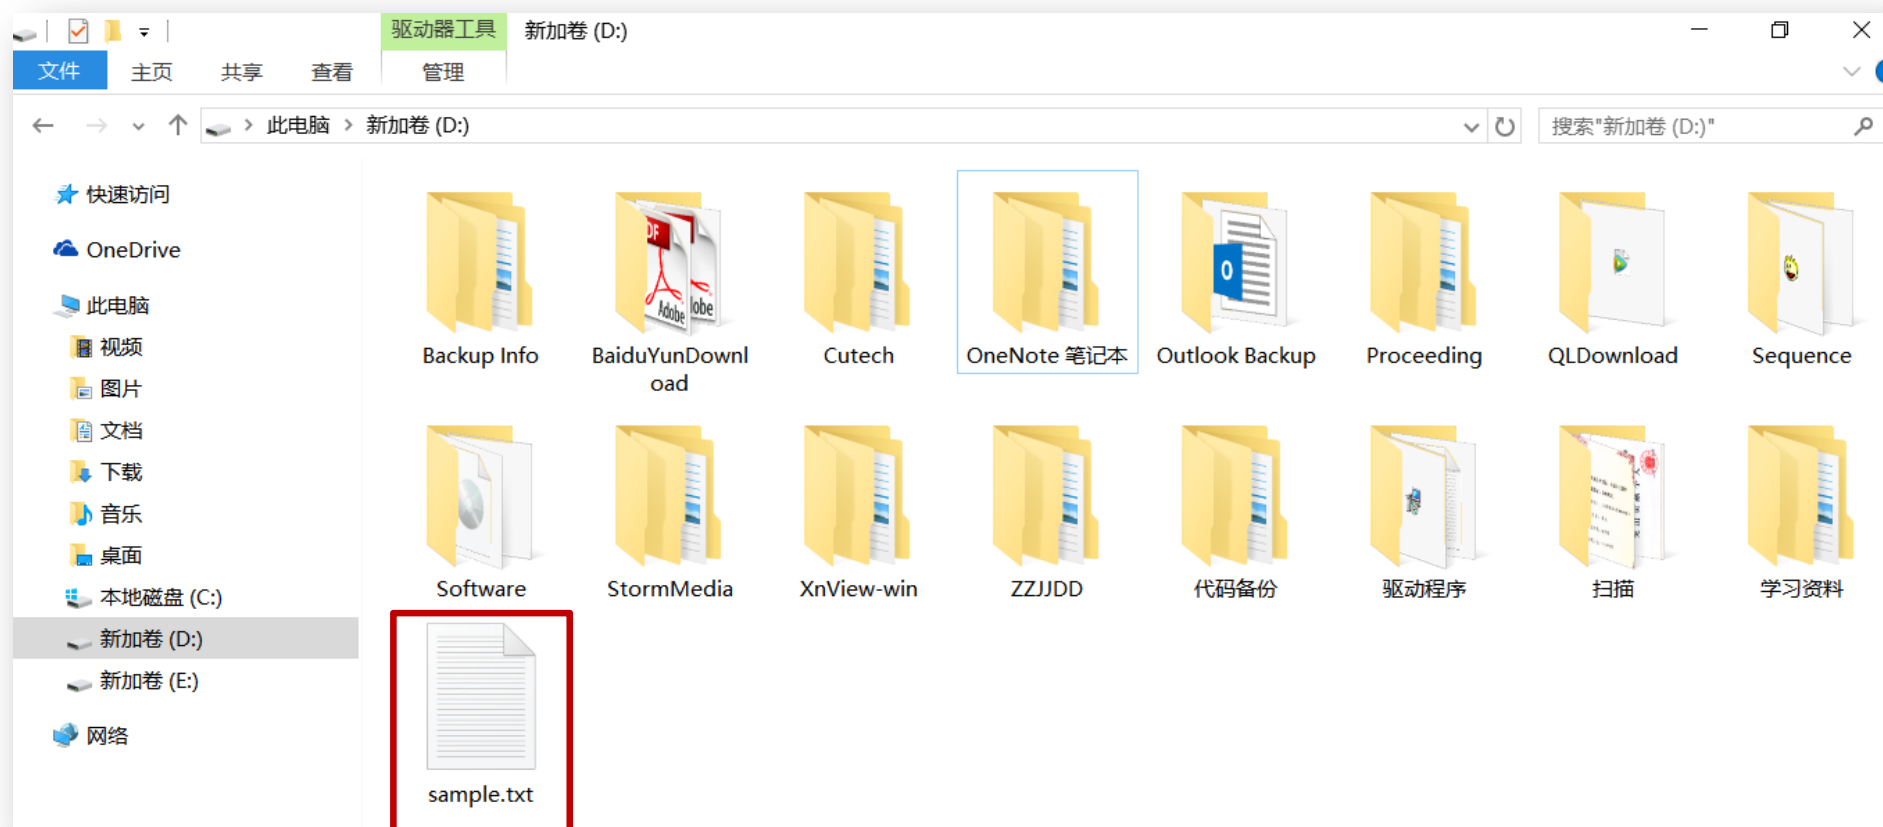 驱动器工具
新加卷 (D:)
文件
主页
共享
查看
管理
此电脑
新加卷 (D:)
搜索"新加卷 (D:)"
快速访问
OneDrive
此电脑
视频
图片
文档
下载
音乐
桌面
本地磁盘 (C:)
新加卷 (D:)
新加卷 (E:)
网络
Backup Info
BaiduYunDownl
oad
Cutech
OneNote 笔记本
Outlook Backup
Proceeding
QLDownload
Sequence
Software
StormMedia
XnView-win
ZZJJDD
代码备份
驱动程序
扫描
学习资料
sample.txt